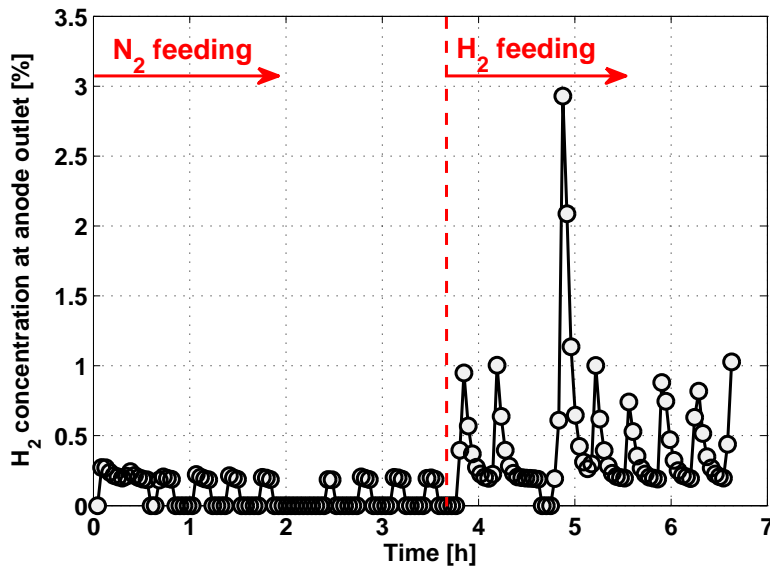 3.5
N2 feeding
H2 feeding
3
2.5
2
1.5
1
0.5
0
H2 concentration at anode outlet [%]
0 1 2 3 4 5 6 7
Time [h]